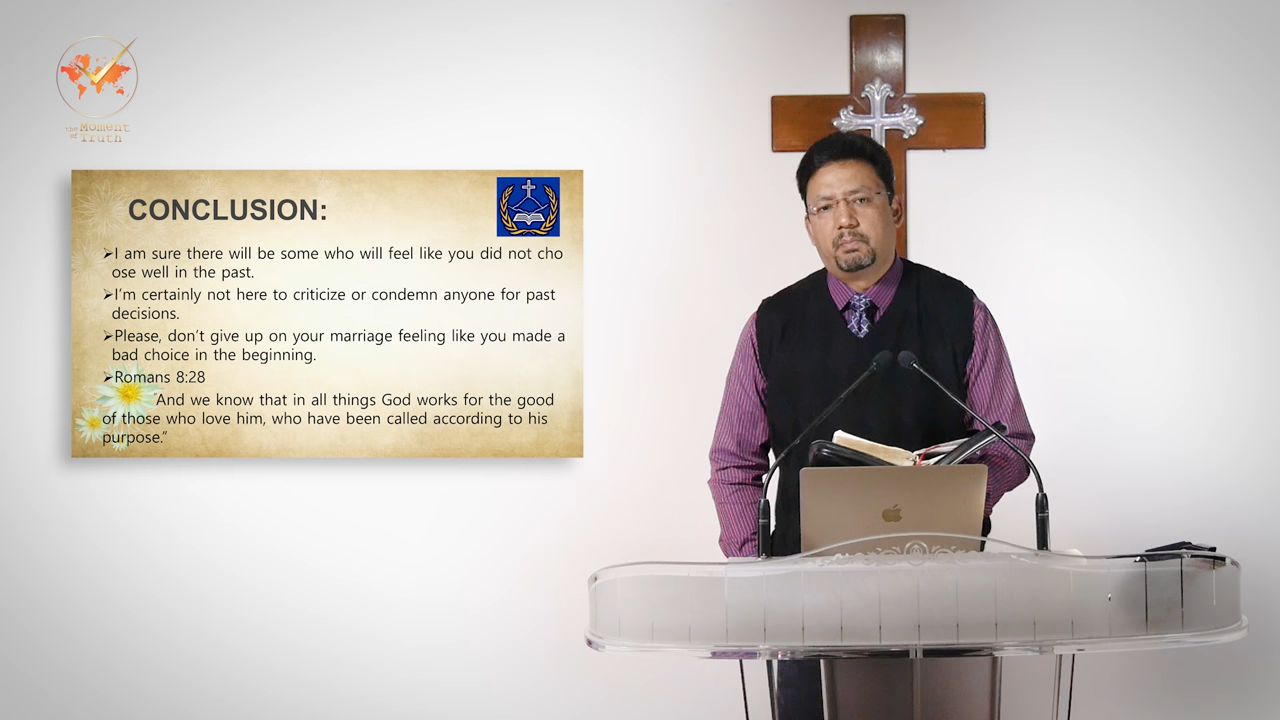 the Moment
of Truth
CONCLUSION:
➢I am sure there will be some who will feel like you did not cho
ose well in the past.
➢I’m certainly not here to criticize or condemn anyone for past
decisions.
➢Please, don’t give up on your marriage feeling like you made a
bad choice in the beginning.
➢Romans 8:28
And we know that in all things God works for the good
of those who love him, who have been called according to his
purpose.”